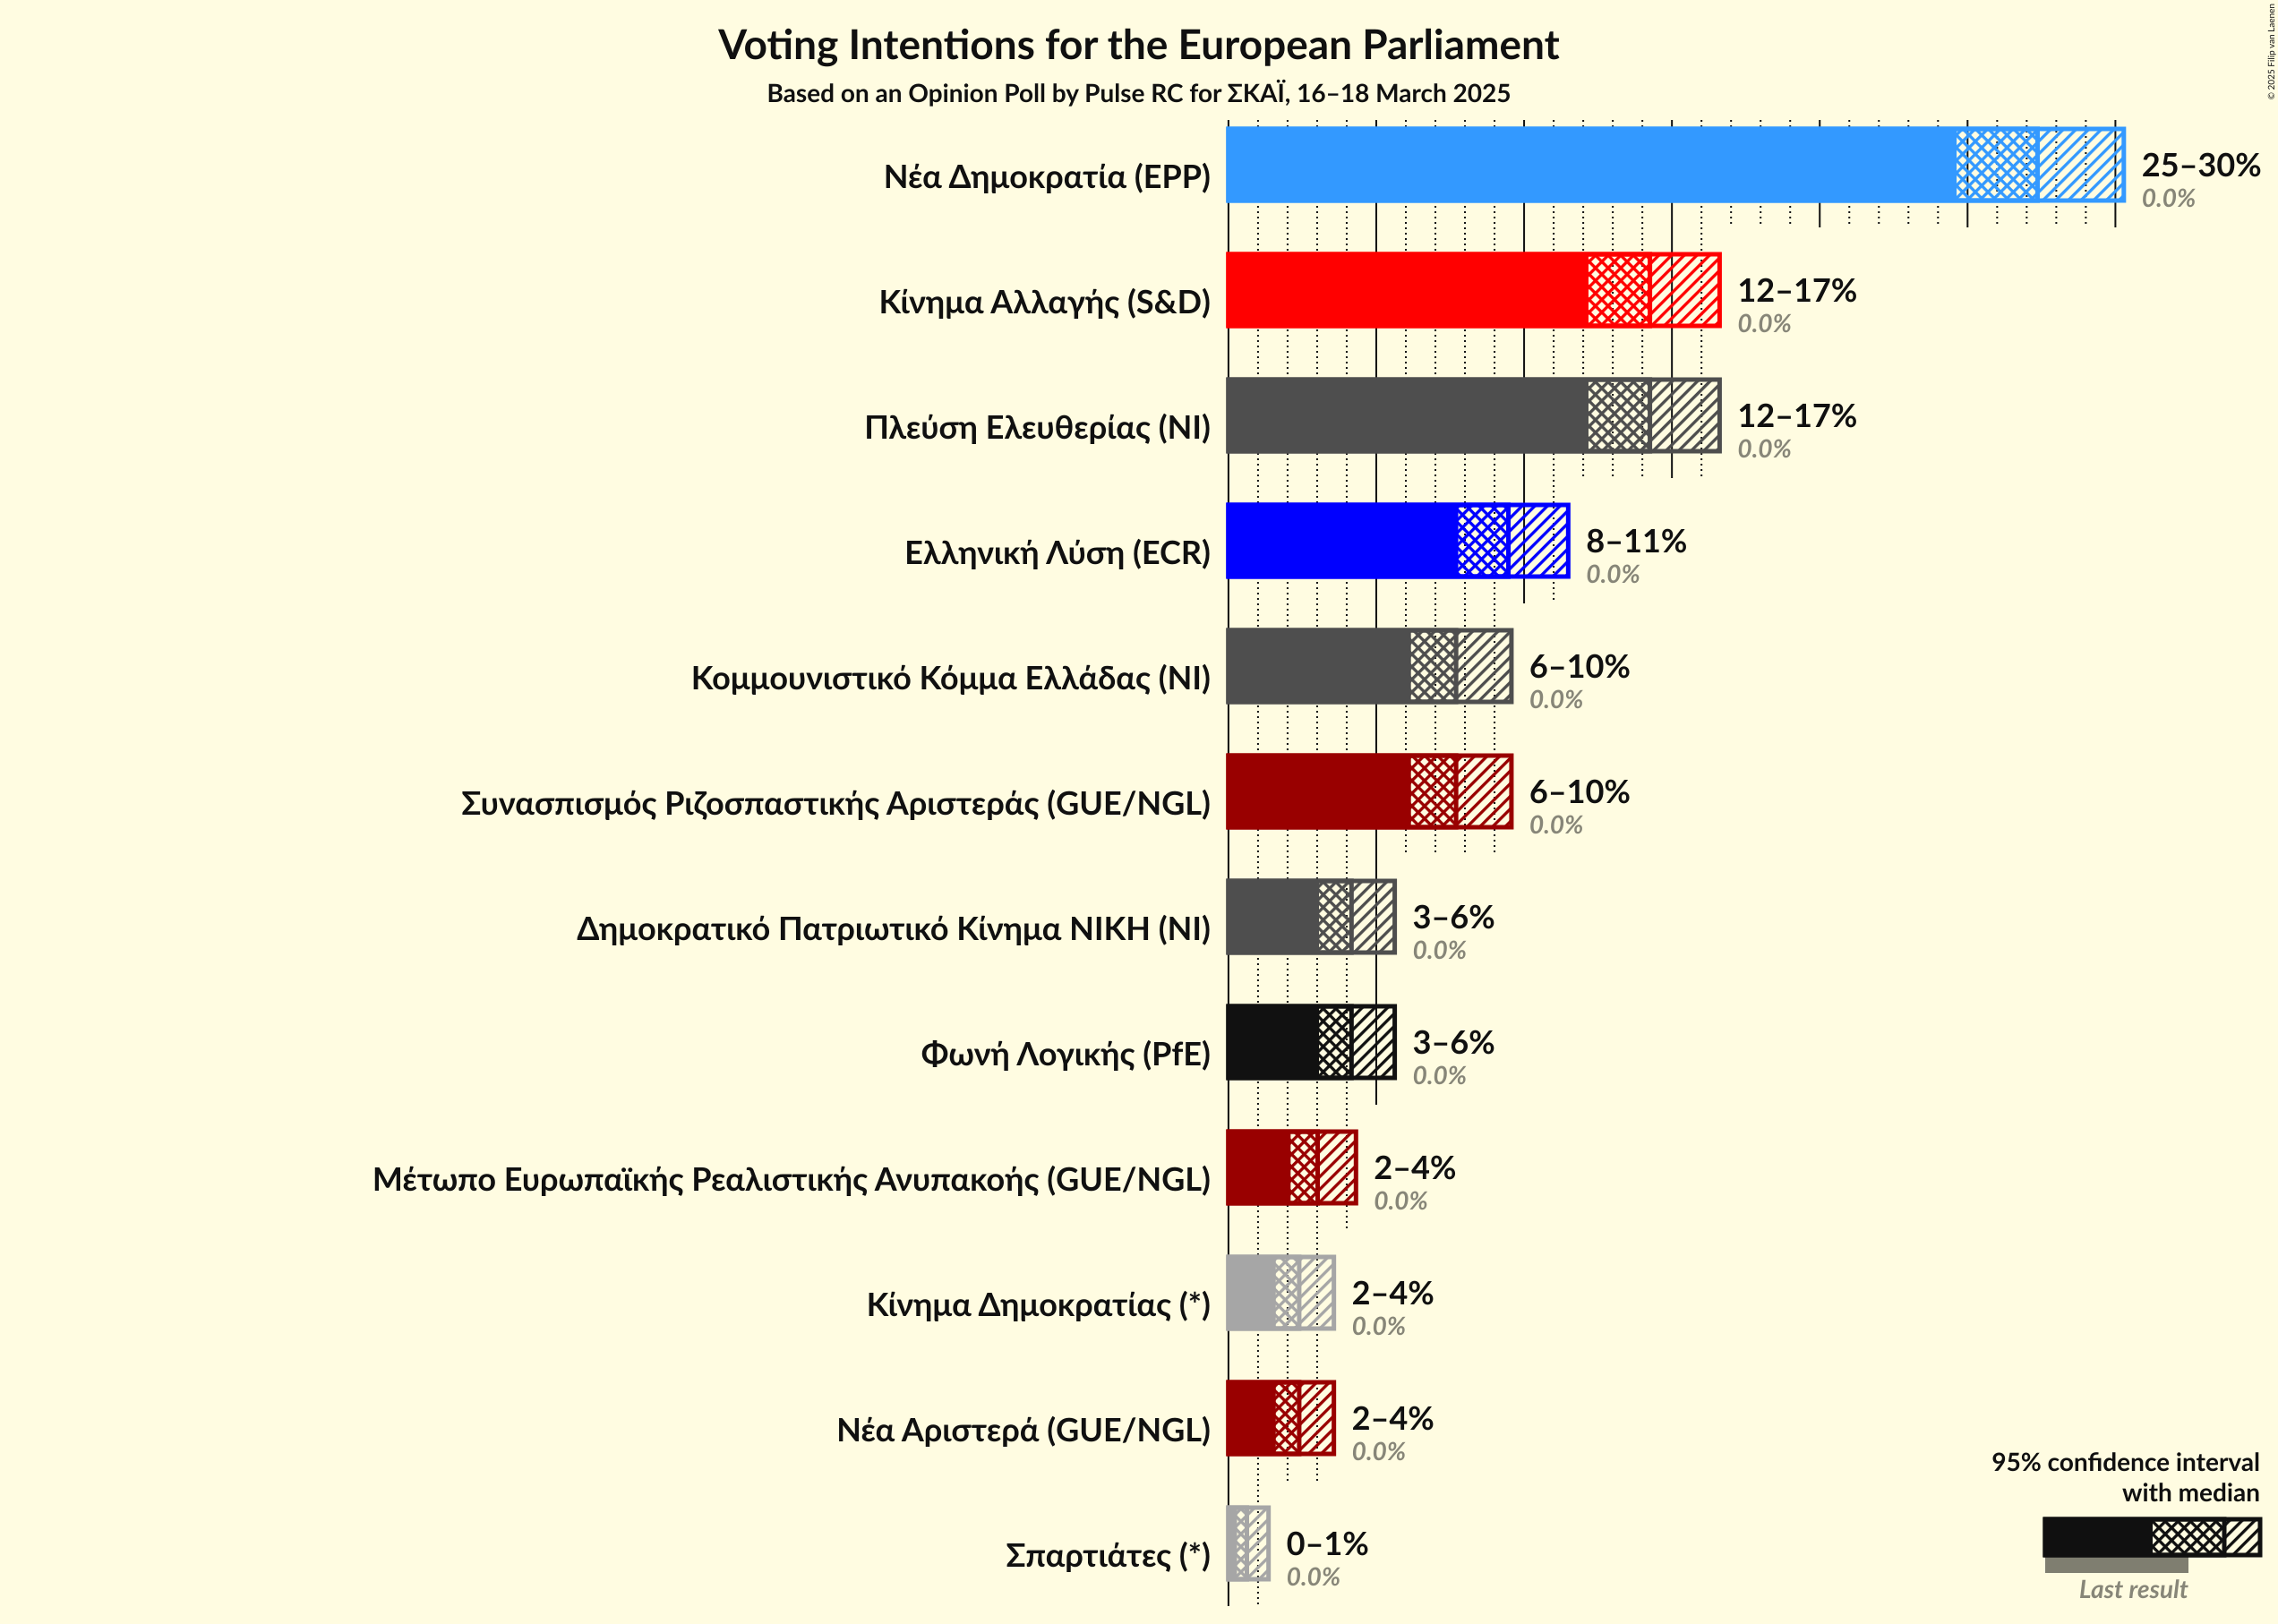 Voting Intentions for the European Parliament
Based on an Opinion Poll by Pulse RC for ΣΚΑΪ, 16–18 March 2025
© 2025 Filip van Laenen
Νέα Δημοκρατία (EPP)
25–30%
0.0%
Κίνημα Αλλαγής (S&D)
12–17%
0.0%
Πλεύση Ελευθερίας (NI)
12–17%
0.0%
Ελληνική Λύση (ECR)
8–11%
0.0%
Κομμουνιστικό Κόμμα Ελλάδας (NI)
6–10%
0.0%
Συνασπισμός Ριζοσπαστικής Αριστεράς (GUE/NGL)
6–10%
0.0%
Δημοκρατικό Πατριωτικό Κίνημα ΝΙΚΗ (NI)
3–6%
0.0%
Φωνή Λογικής (PfE)
3–6%
0.0%
Μέτωπο Ευρωπαϊκής Ρεαλιστικής Ανυπακοής (GUE/NGL)
2–4%
0.0%
Κίνημα Δημοκρατίας (*)
2–4%
0.0%
Νέα Αριστερά (GUE/NGL)
2–4%
0.0%
Σπαρτιάτες (*)
0–1%
0.0%
95% confidence interval
with median
Last result